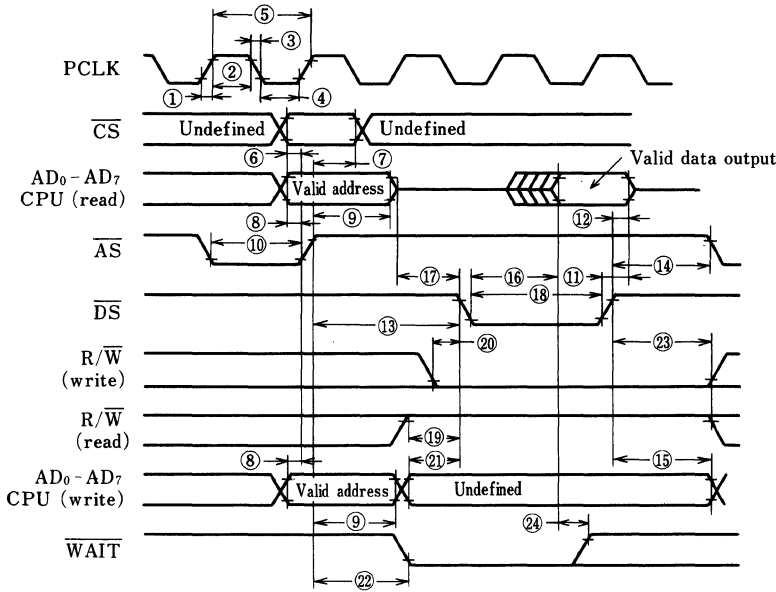 ⑤
③
PCLK
②
①
④
CS
Undefined
Undefined
⑥
⑦
Valid data output
AD₀-AD₇
CPU (read)
Valid address
⑧
⑨
⑫
AS
⑩
⑰
⑯
⑪
⑭
DS
⑱
⑬
⑳
㉓
R/W
(write)
R/W
(read)
⑲
⑧
㉑
⑮
AD₀-AD₇
CPU (write)
Valid address
Undefined
⑨
㉔
WAIT
㉒